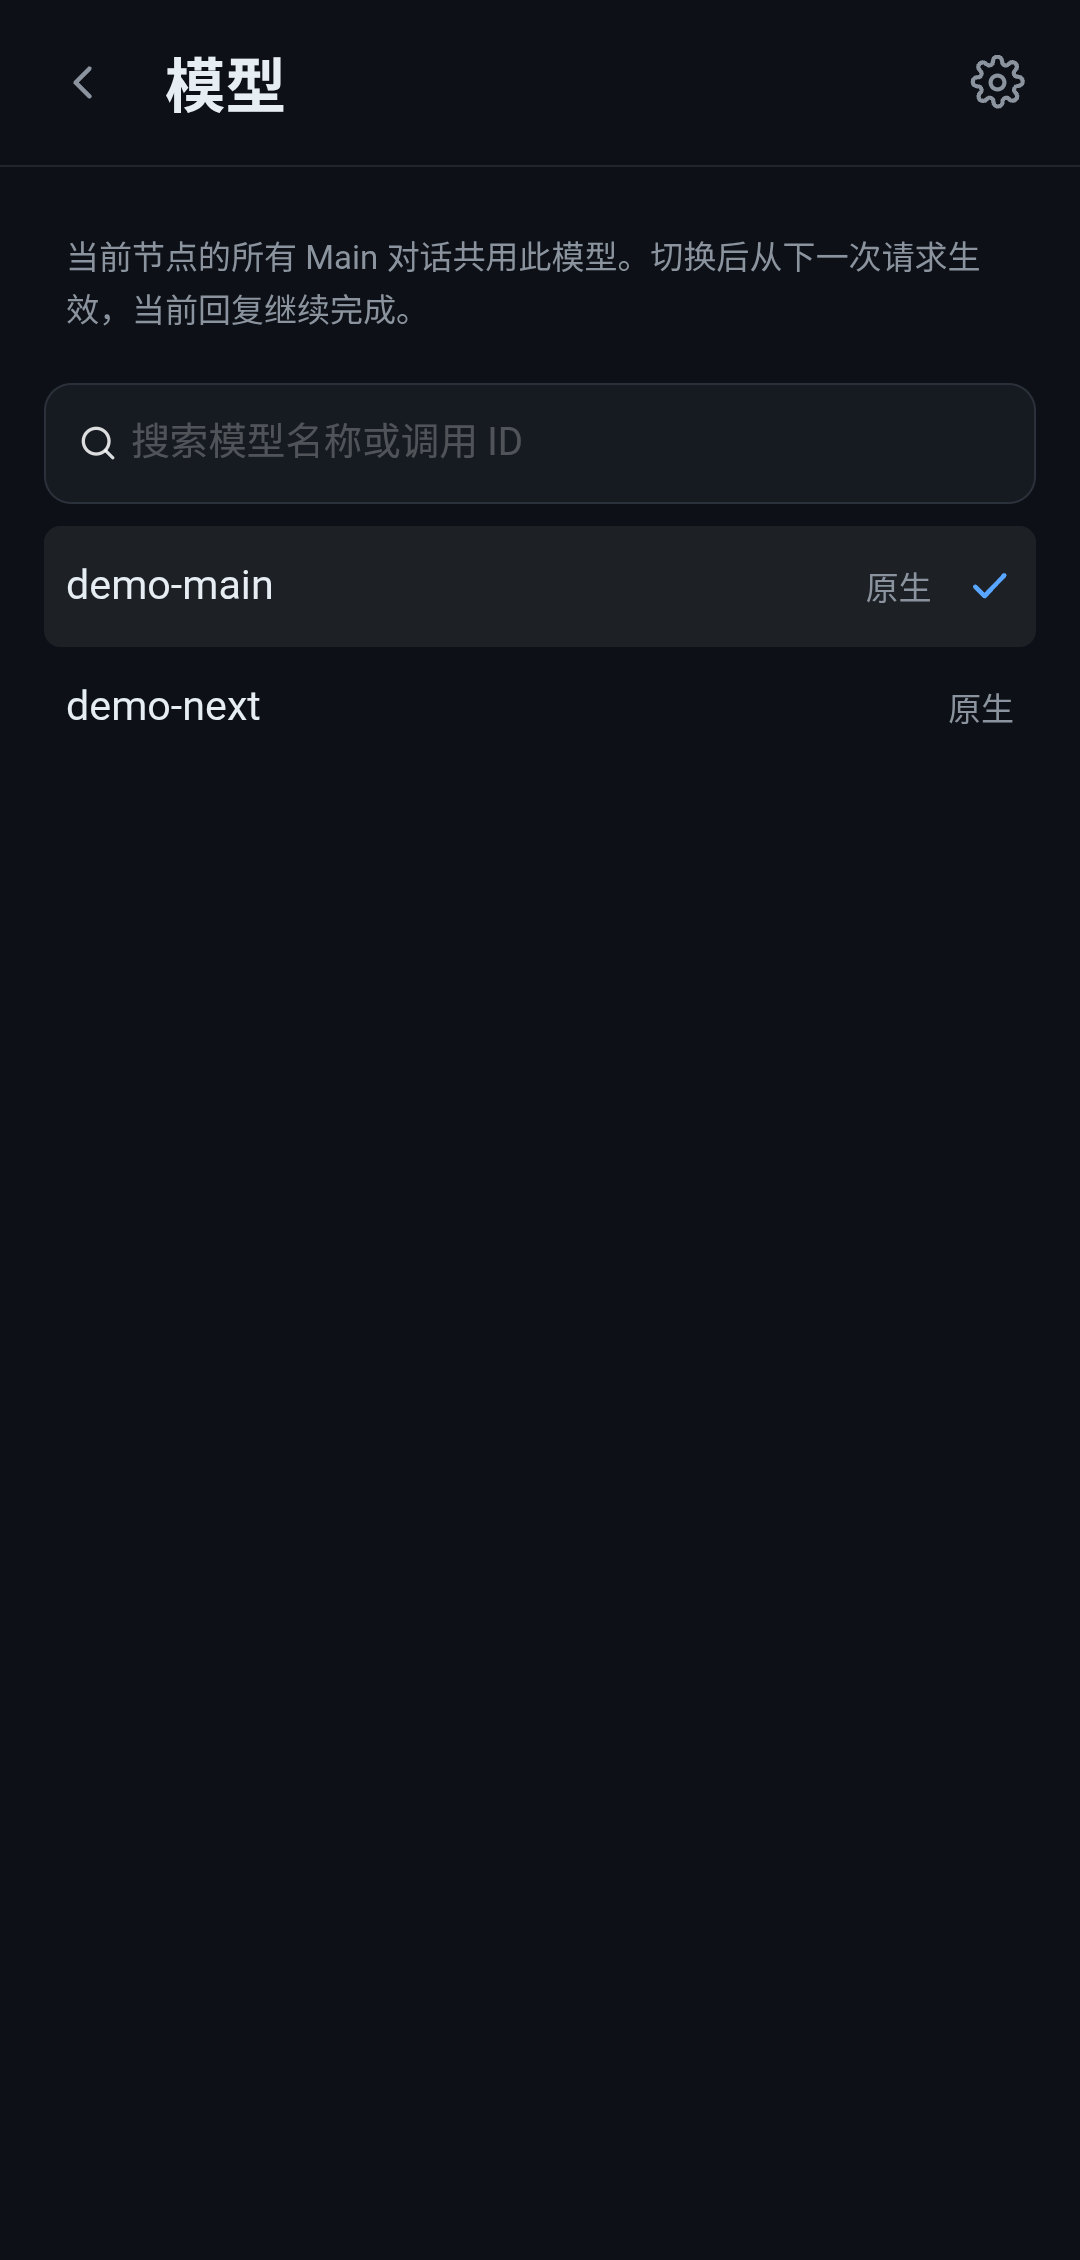 模型
当前节点的所有 Main 对话共用此模型。切换后从下一次请求生
效，当前回复继续完成。
搜索模型名称或调用 ID
demo-main 原生
demo-next 原生